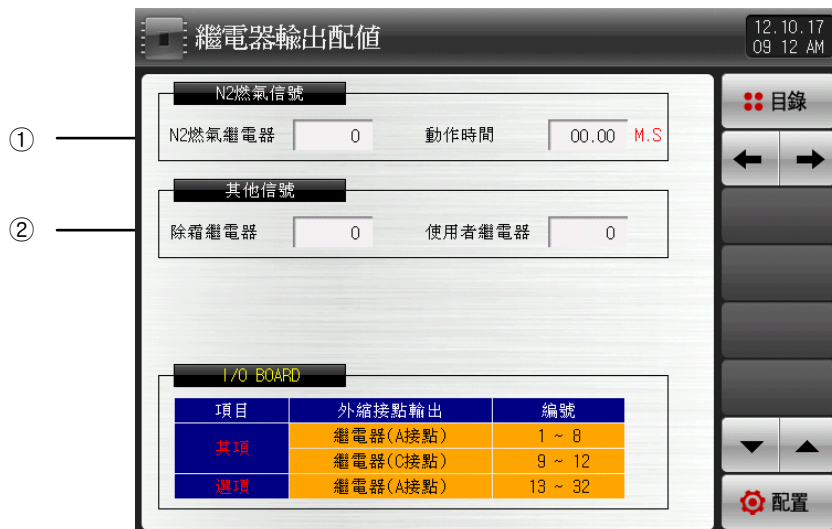 繼電器輸出配值
12.10.17
09 12 AM
N2燃氣信號
目錄
① N2燃氣繼電器 0 動作時間 00.00 M.S
其他信號
② 除霜繼電器 0 使用者繼電器 0
I/O BOARD
項目 外縮接點輸出 編號
其項 繼電器(A接點) 1 ~ 8
繼電器(C接點) 9 ~ 12
選項 繼電器(A接點) 13 ~ 32
配置